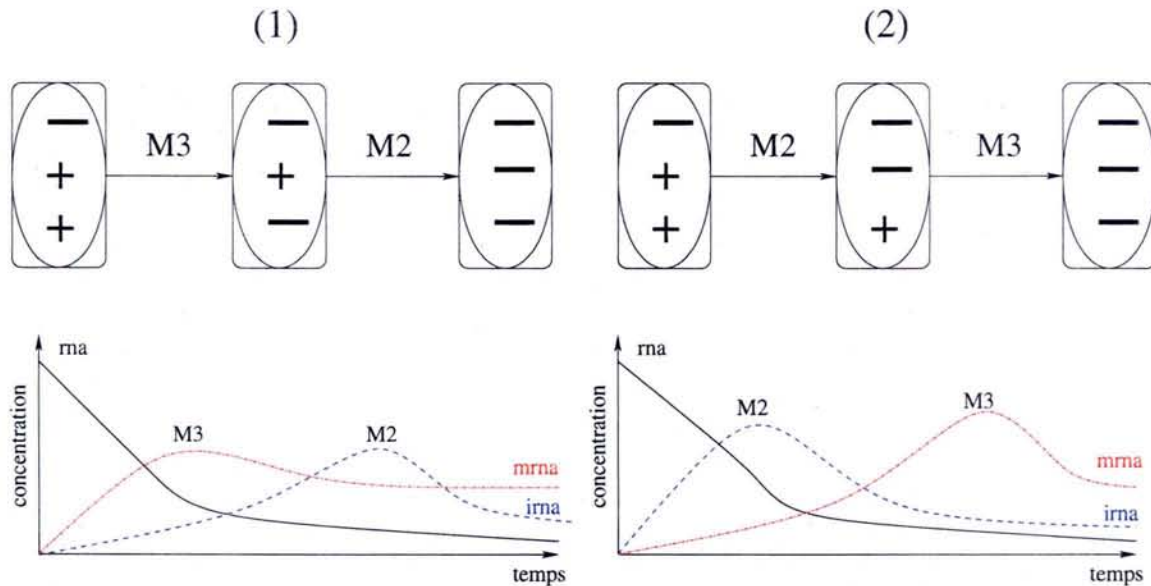 (1)
(2)
− M3 − M2 −
+ + −
+ − −
− M2 − M3 −
+ − −
+ + −
rna
M3
M2
mrna
irna
concentration
temps
rna
M2
M3
mrna
irna
concentration
temps